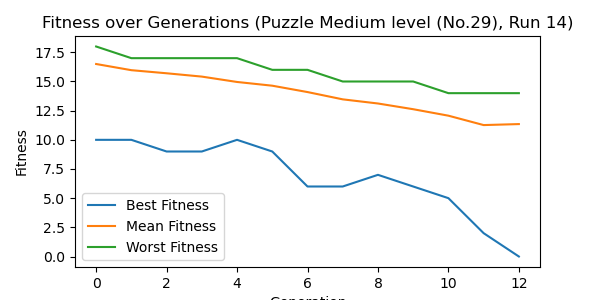 Fitness over Generations (Puzzle Medium level (No.29), Run 14)
17.5
15.0
12.5
10.0
7.5
5.0
2.5
0.0
Fitness
Best Fitness
Mean Fitness
Worst Fitness
0 2 4 6 8 10 12
Generation